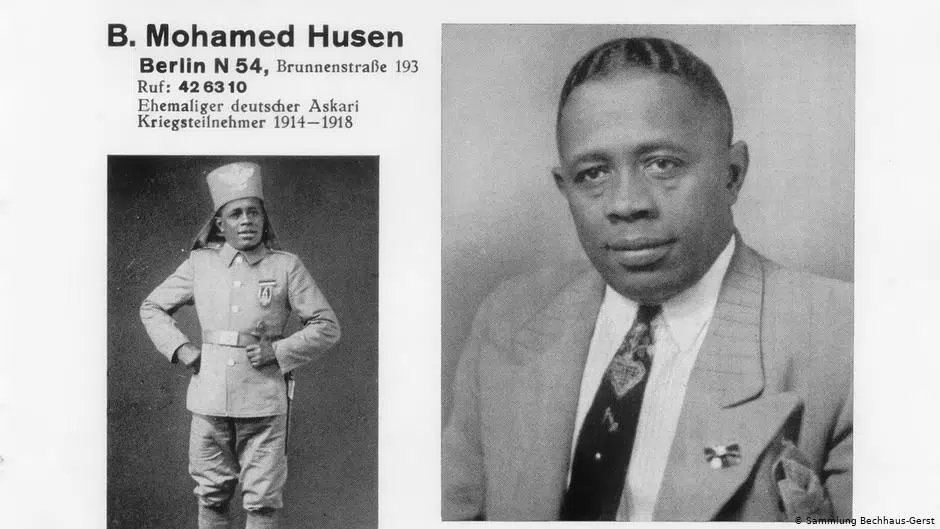 B. Mohamed Husen
Berlin N 54, Brunnenstraße 193
Ruf: 42 63 10
Ehemaliger deutscher Askari
Kriegsteilnehmer 1914—1918
© Sammlung Bechhaus-Gerst